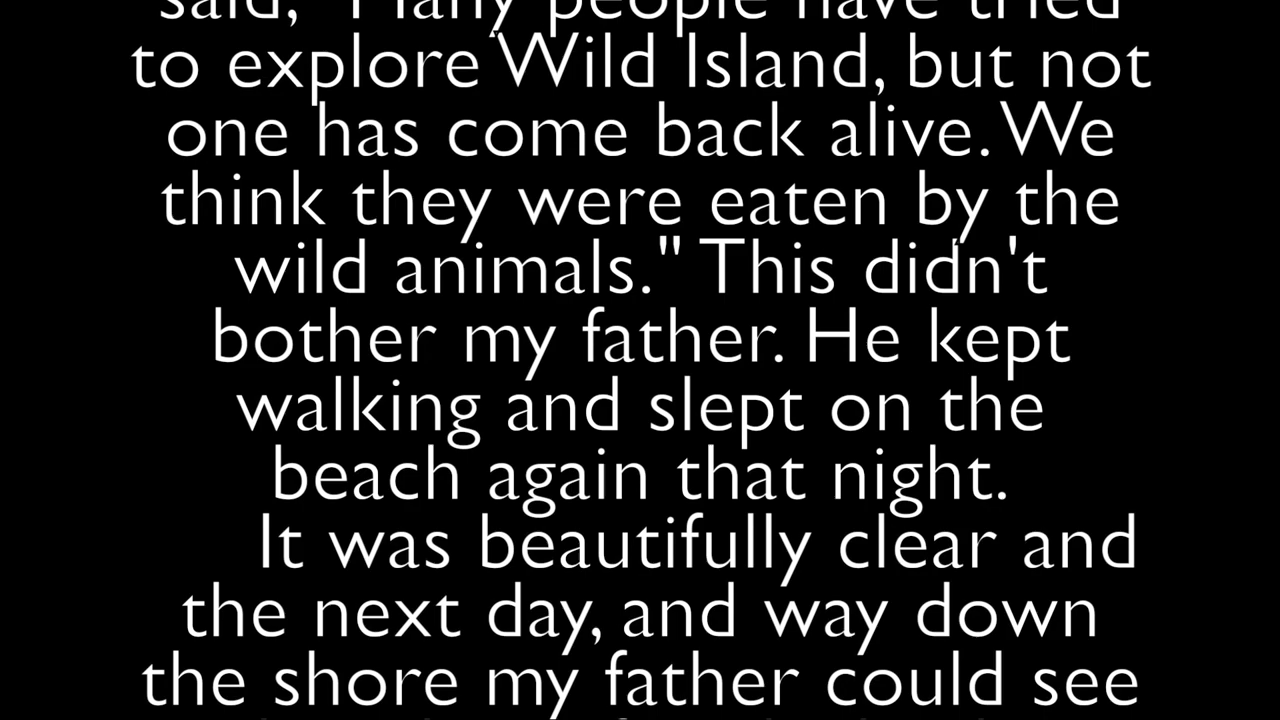 said, "Many people have tried
to explore Wild Island, but not
one has come back alive. We
think they were eaten by the
wild animals." This didn't
bother my father. He kept
walking and slept on the
beach again that night.
It was beautifully clear and
the next day, and way down
the shore my father could see